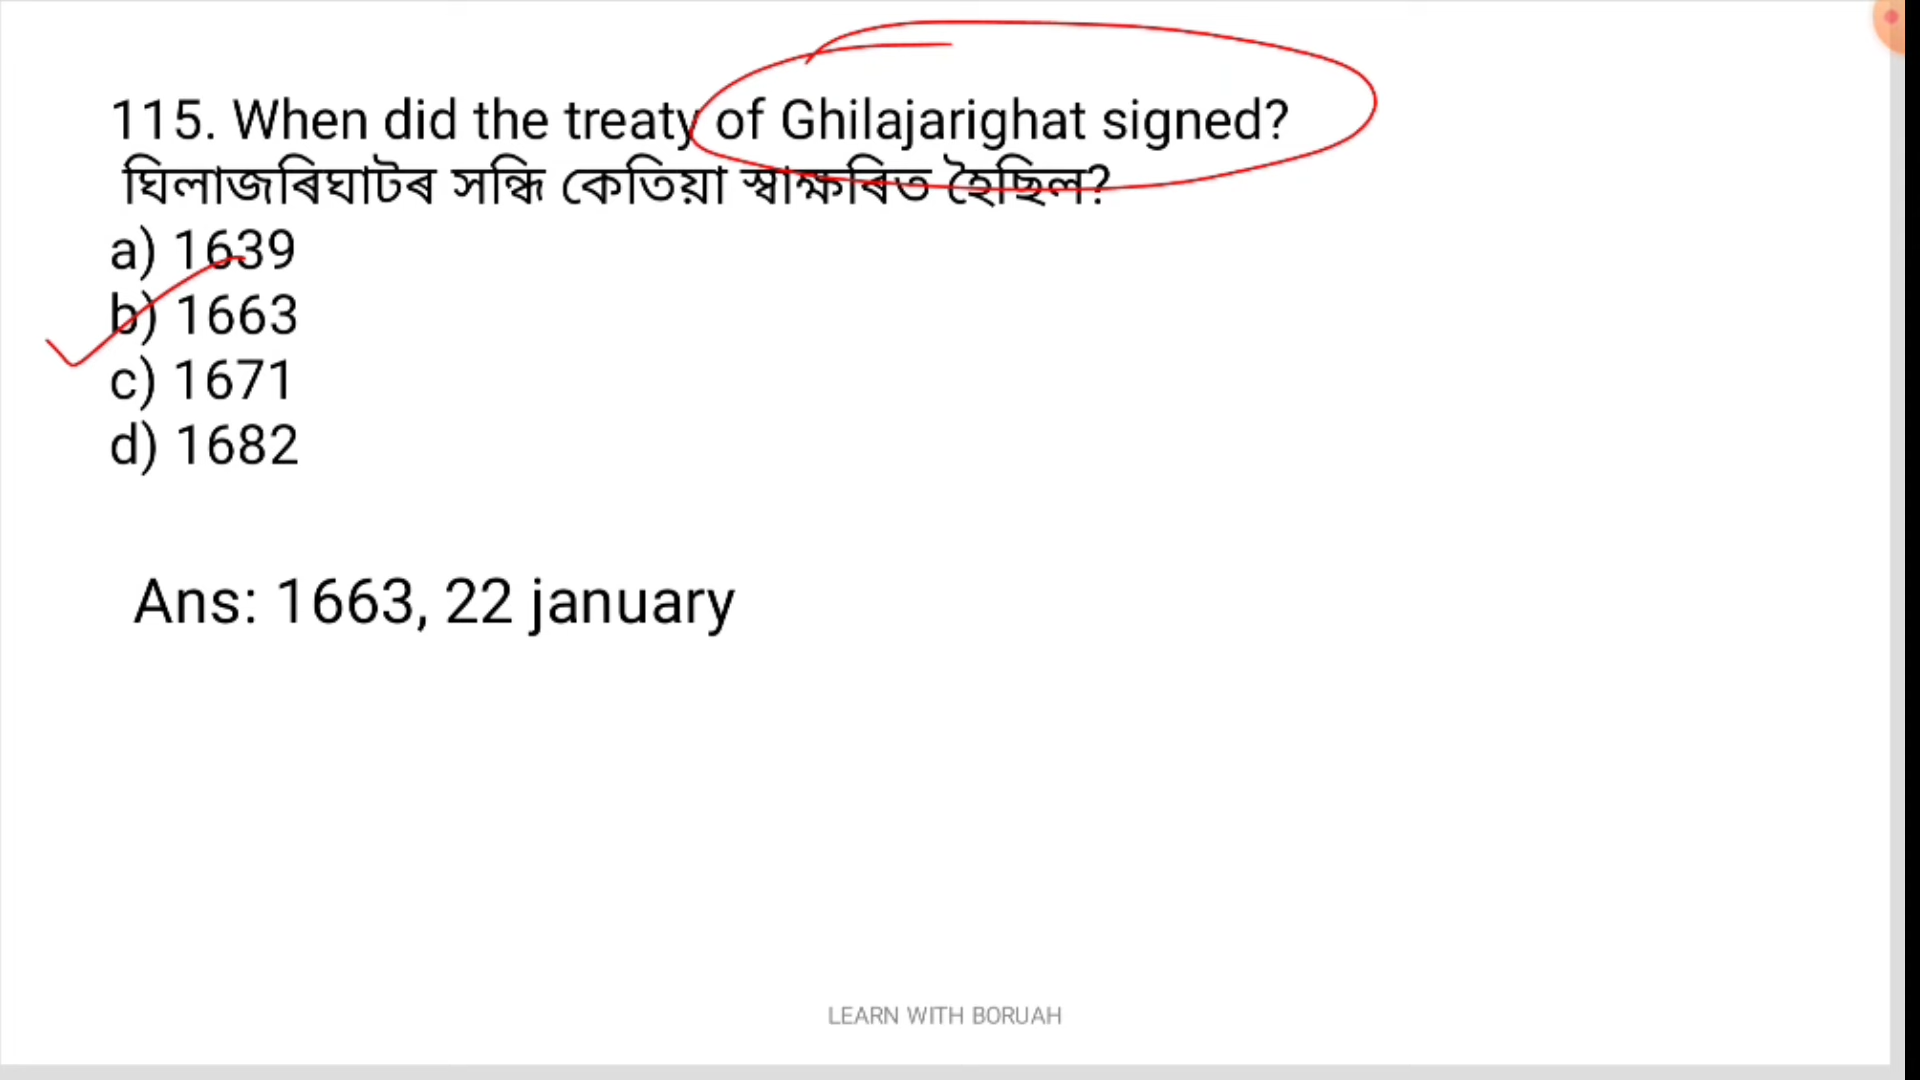 115. When did the treaty of Ghilajarighat signed?
ঘিলাজৰিঘাটৰ সন্ধি কেতিয়া স্বাক্ষৰিত হৈছিল?
a) 1639
b) 1663
c) 1671
d) 1682
Ans: 1663, 22 january
LEARN WITH BORUAH